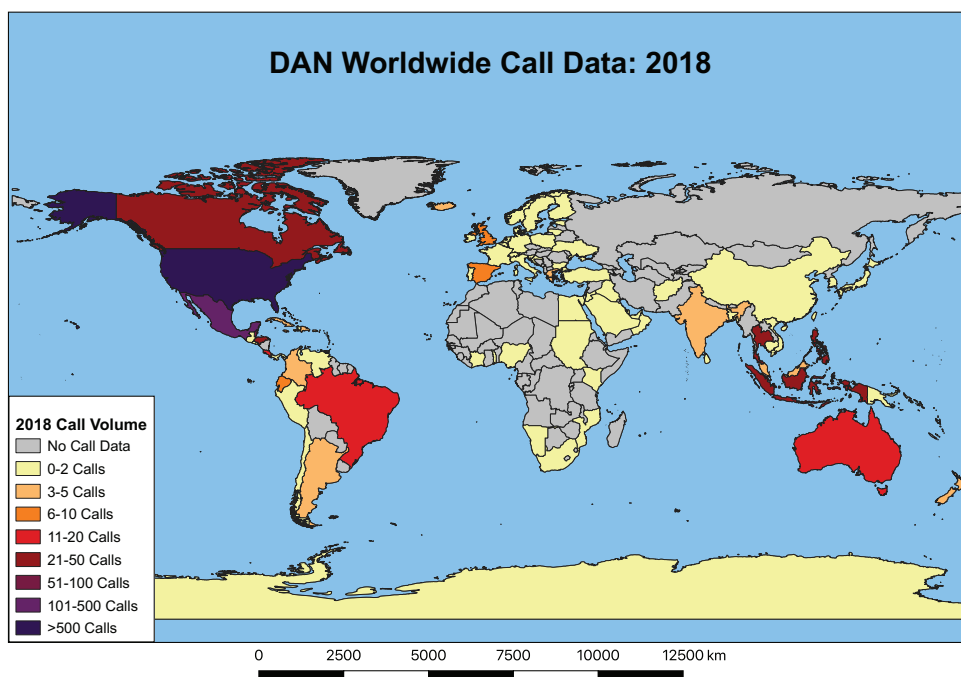 DAN Worldwide Call Data: 2018
2018 Call Volume
No Call Data
0-2 Calls
3-5 Calls
6-10 Calls
11-20 Calls
21-50 Calls
51-100 Calls
101-500 Calls
>500 Calls
0 2500 5000 7500 10000 12500 km